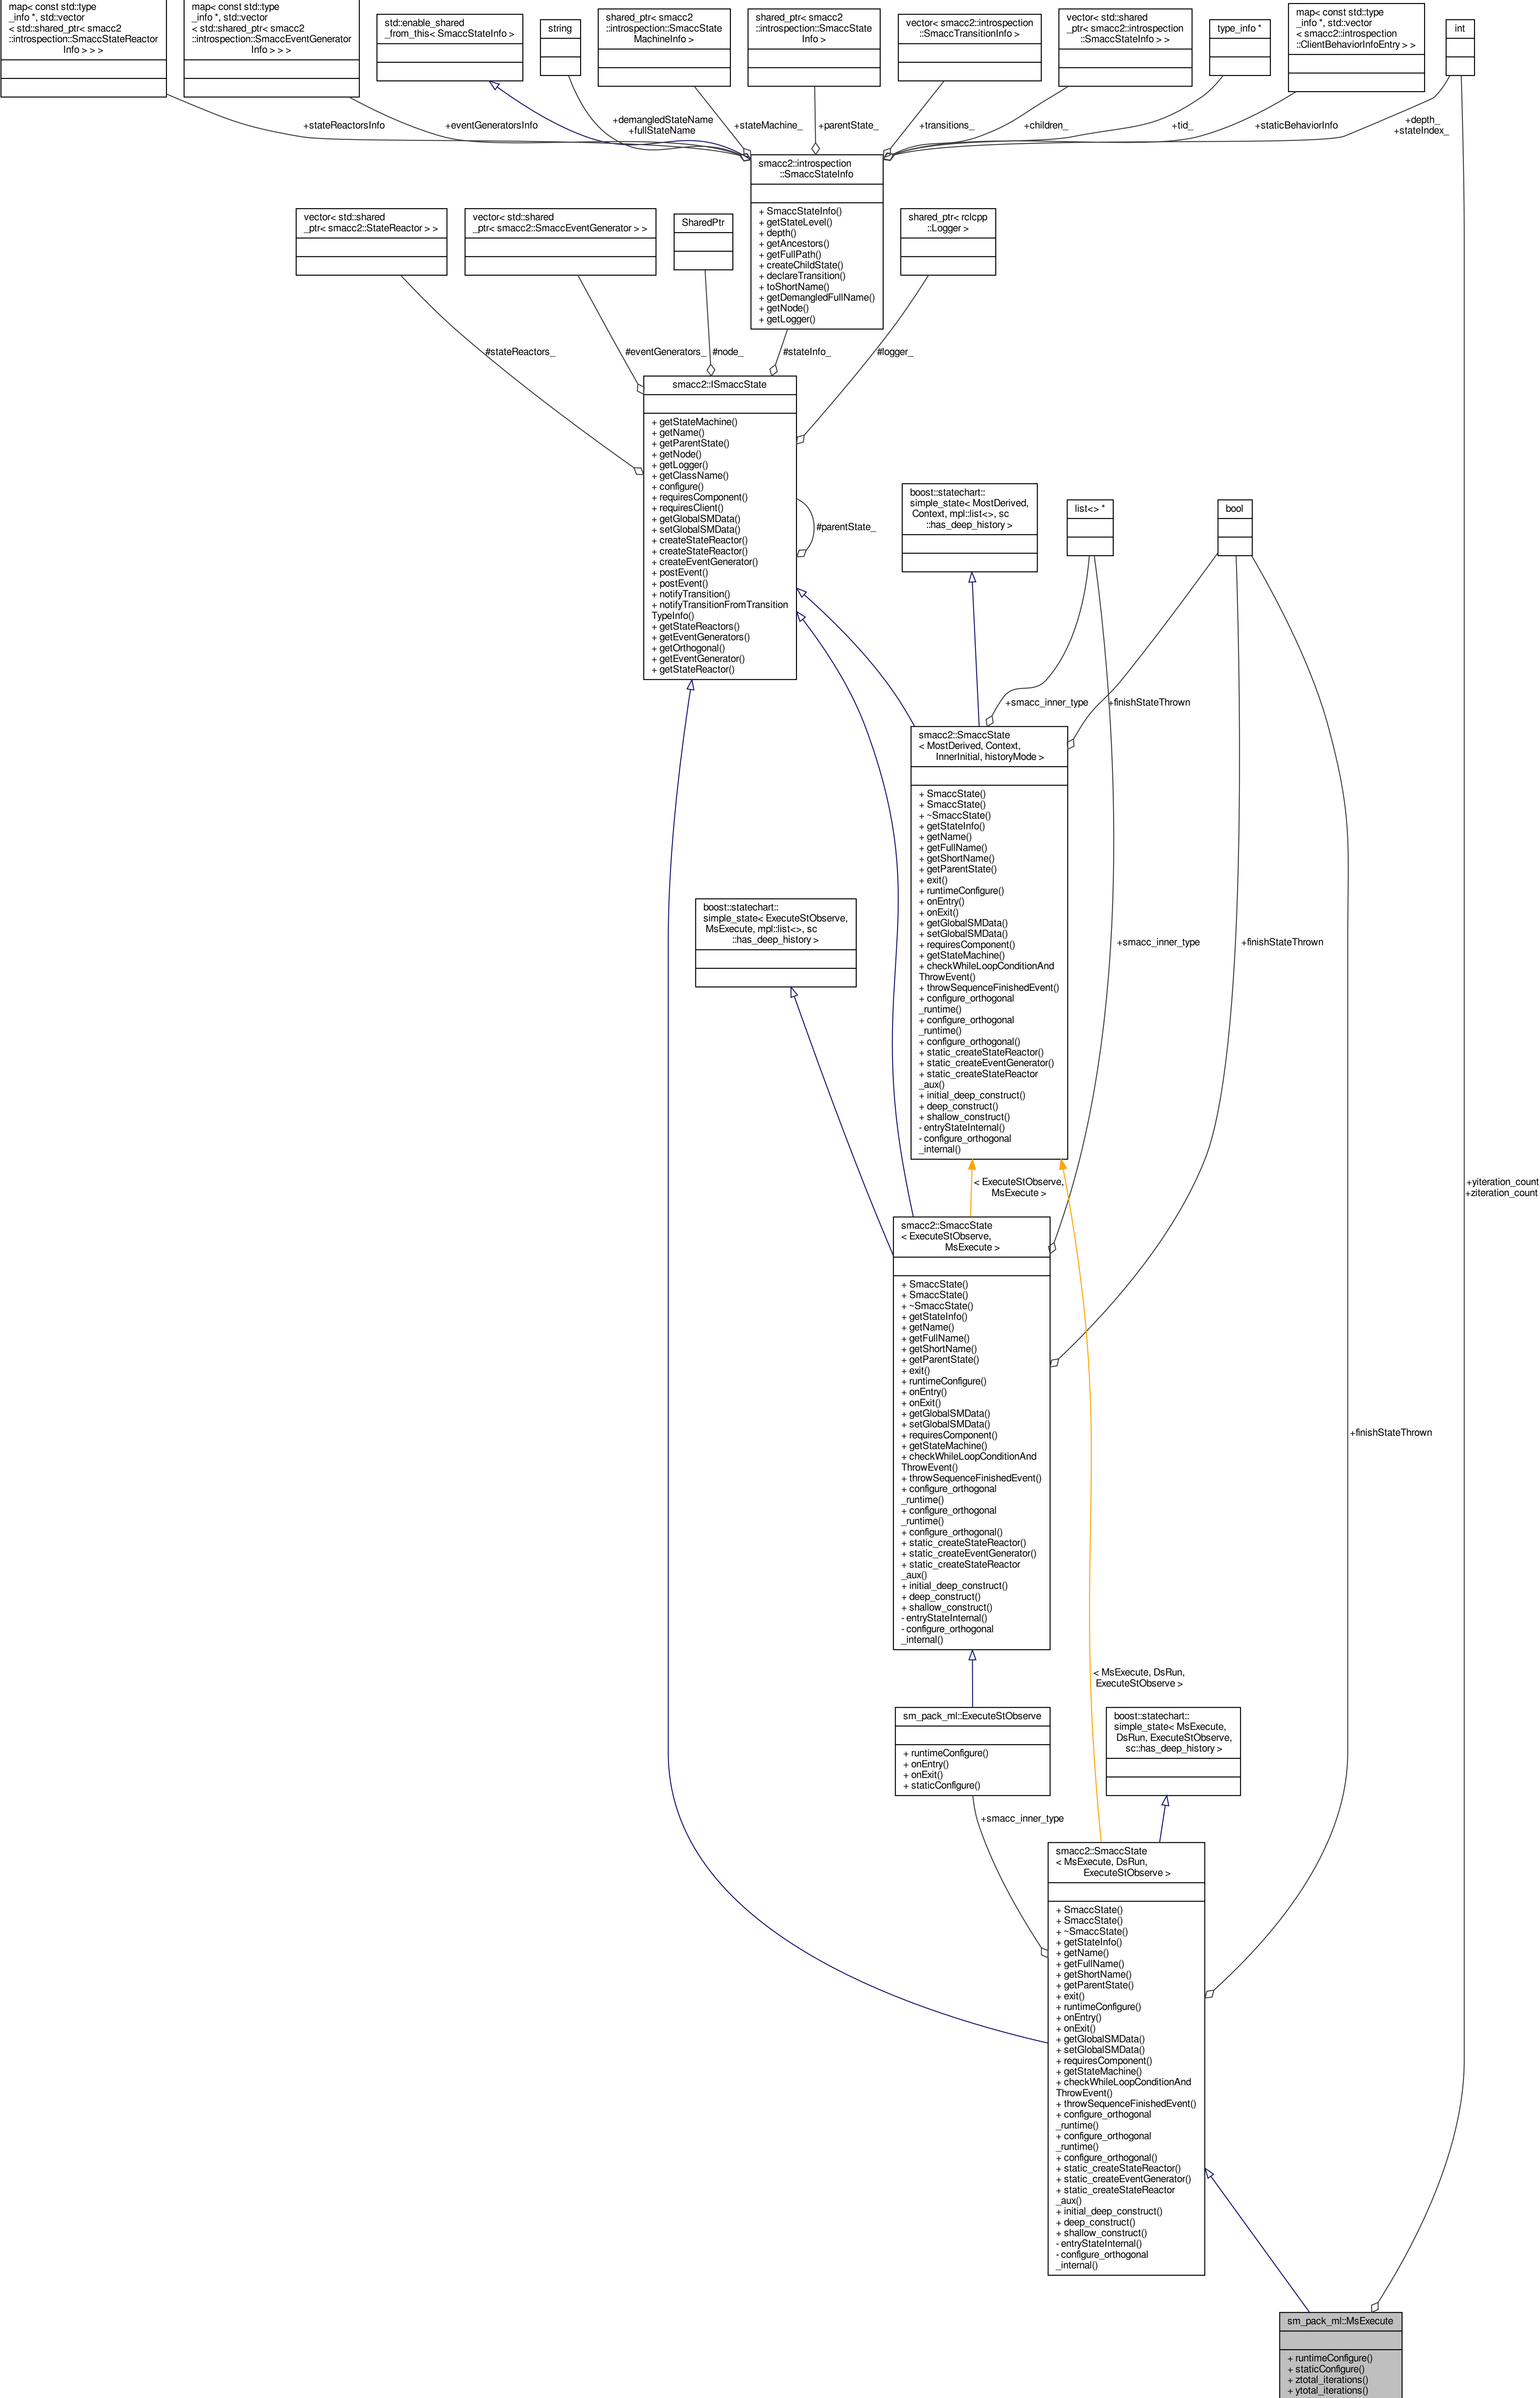 map< const std::type
_info *, std::vector
< std::shared_ptr< smacc2
::introspection::SmaccStateReactor
Info > > >
map< const std::type
_info *, std::vector
< std::shared_ptr< smacc2
::introspection::SmaccEventGenerator
Info > > >
std::enable_shared
_from_this< SmaccStateInfo >
string
shared_ptr< smacc2
::introspection::SmaccState
MachineInfo >
shared_ptr< smacc2
::introspection::SmaccState
Info >
vector< smacc2::introspection
::SmaccTransitionInfo >
vector< std::shared
_ptr< smacc2::introspection
::SmaccStateInfo > >
type_info *
map< const std::type
_info *, std::vector
< smacc2::introspection
::ClientBehaviorInfoEntry > >
int
+stateReactorsInfo
+eventGeneratorsInfo
+demangledStateName
+fullStateName
+stateMachine_
+parentState_
+transitions_
+children_
+tid_
+staticBehaviorInfo
+depth_
+stateIndex_
smacc2::introspection
::SmaccStateInfo
+ SmaccStateInfo()
+ getStateLevel()
+ depth()
+ getAncestors()
+ getFullPath()
+ createChildState()
+ declareTransition()
+ toShortName()
+ getDemangledFullName()
+ getNode()
+ getLogger()
vector< std::shared
_ptr< smacc2::StateReactor > >
vector< std::shared
_ptr< smacc2::SmaccEventGenerator > >
SharedPtr
shared_ptr< rclcpp
::Logger >
#stateReactors_
#eventGenerators_
#node_
#stateInfo_
#logger_
smacc2::ISmaccState
+ getStateMachine()
+ getName()
+ getParentState()
+ getNode()
+ getLogger()
+ getClassName()
+ configure()
+ requiresComponent()
+ requiresClient()
+ getGlobalSMData()
+ setGlobalSMData()
+ createStateReactor()
+ createStateReactor()
+ createEventGenerator()
+ postEvent()
+ postEvent()
+ notifyTransition()
+ notifyTransitionFromTransition
TypeInfo()
+ getStateReactors()
+ getEventGenerators()
+ getOrthogonal()
+ getEventGenerator()
+ getStateReactor()
#parentState_
boost::statechart::
simple_state< MostDerived,
Context, mpl::list<>, sc
::has_deep_history >
list<> *
bool
+smacc_inner_type
+finishStateThrown
smacc2::SmaccState
< MostDerived, Context,
InnerInitial, historyMode >
+ SmaccState()
+ SmaccState()
+ ~SmaccState()
+ getStateInfo()
+ getName()
+ getFullName()
+ getShortName()
+ getParentState()
+ exit()
+ runtimeConfigure()
+ onEntry()
+ onExit()
+ getGlobalSMData()
+ setGlobalSMData()
+ requiresComponent()
+ getStateMachine()
+ checkWhileLoopConditionAnd
ThrowEvent()
+ throwSequenceFinishedEvent()
+ configure_orthogonal
_runtime()
+ configure_orthogonal
_runtime()
+ configure_orthogonal()
+ static_createStateReactor()
+ static_createEventGenerator()
+ static_createStateReactor
_aux()
+ initial_deep_construct()
+ deep_construct()
+ shallow_construct()
- entryStateInternal()
- configure_orthogonal
_internal()
boost::statechart::
simple_state< ExecuteStObserve,
MsExecute, mpl::list<>, sc
::has_deep_history >
+smacc_inner_type
+finishStateThrown
< ExecuteStObserve,
MsExecute >
+yiteration_count
+ziteration_count
smacc2::SmaccState
< ExecuteStObserve,
MsExecute >
+ SmaccState()
+ SmaccState()
+ ~SmaccState()
+ getStateInfo()
+ getName()
+ getFullName()
+ getShortName()
+ getParentState()
+ exit()
+ runtimeConfigure()
+ onEntry()
+ onExit()
+ getGlobalSMData()
+ setGlobalSMData()
+ requiresComponent()
+ getStateMachine()
+ checkWhileLoopConditionAnd
ThrowEvent()
+ throwSequenceFinishedEvent()
+ configure_orthogonal
_runtime()
+ configure_orthogonal
_runtime()
+ configure_orthogonal()
+ static_createStateReactor()
+ static_createEventGenerator()
+ static_createStateReactor
_aux()
+ initial_deep_construct()
+ deep_construct()
+ shallow_construct()
- entryStateInternal()
- configure_orthogonal
_internal()
+finishStateThrown
< MsExecute, DsRun,
ExecuteStObserve >
sm_pack_ml::ExecuteStObserve
+ runtimeConfigure()
+ onEntry()
+ onExit()
+ staticConfigure()
boost::statechart::
simple_state< MsExecute,
DsRun, ExecuteStObserve,
sc::has_deep_history >
+smacc_inner_type
smacc2::SmaccState
< MsExecute, DsRun,
ExecuteStObserve >
+ SmaccState()
+ SmaccState()
+ ~SmaccState()
+ getStateInfo()
+ getName()
+ getFullName()
+ getShortName()
+ getParentState()
+ exit()
+ runtimeConfigure()
+ onEntry()
+ onExit()
+ getGlobalSMData()
+ setGlobalSMData()
+ requiresComponent()
+ getStateMachine()
+ checkWhileLoopConditionAnd
ThrowEvent()
+ throwSequenceFinishedEvent()
+ configure_orthogonal
_runtime()
+ configure_orthogonal
_runtime()
+ configure_orthogonal()
+ static_createStateReactor()
+ static_createEventGenerator()
+ static_createStateReactor
_aux()
+ initial_deep_construct()
+ deep_construct()
+ shallow_construct()
- entryStateInternal()
- configure_orthogonal
_internal()
sm_pack_ml::MsExecute
+ runtimeConfigure()
+ staticConfigure()
+ ztotal_iterations()
+ ytotal_iterations()